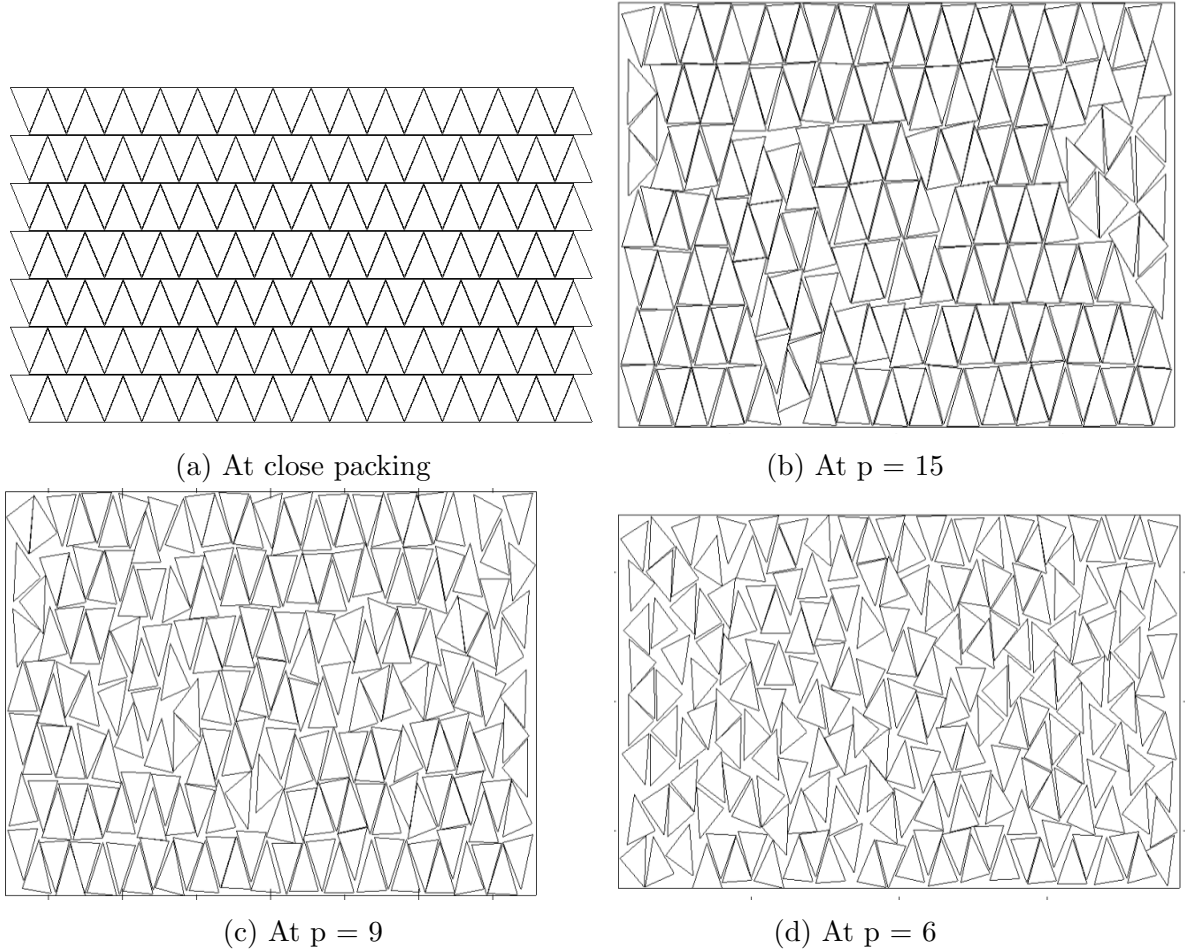 (a) At close packing
(b) At p = 15
(c) At p = 9
(d) At p = 6